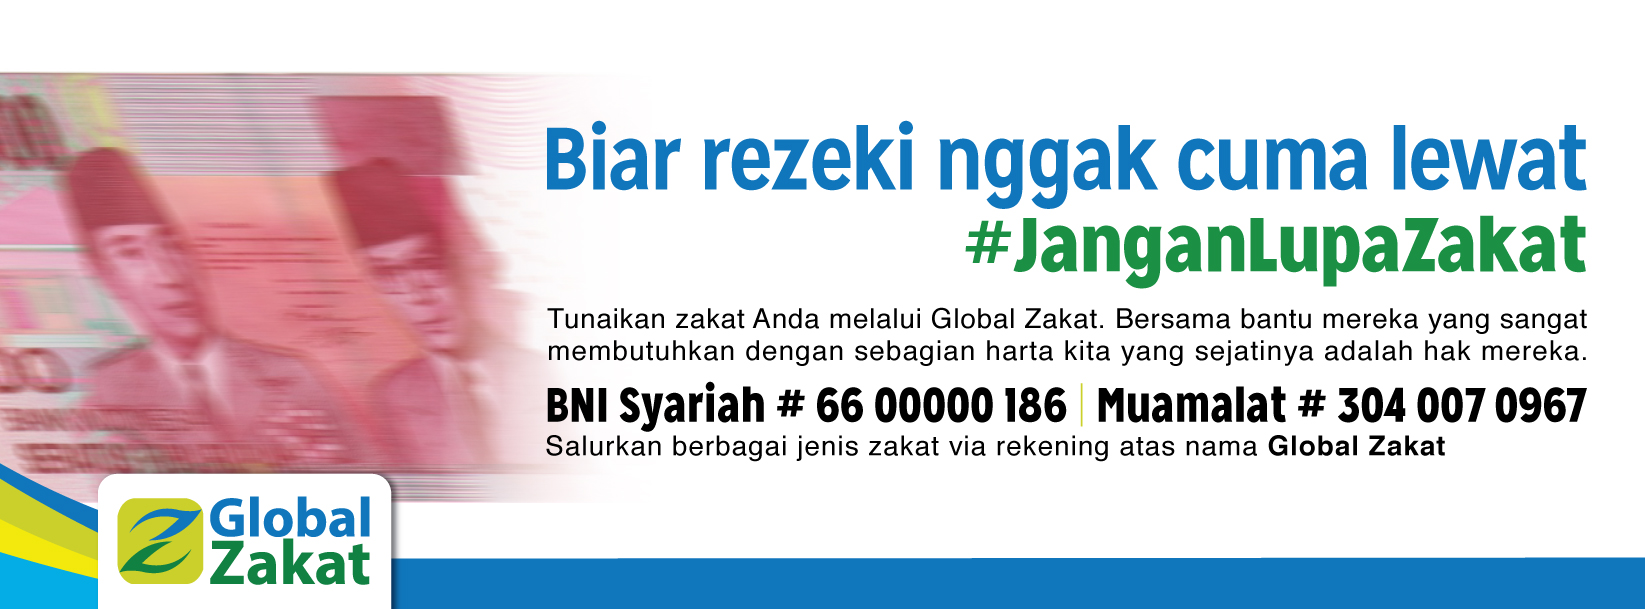 Biar rezeki nggak cuma lewat
#JanganLupaZakat
Tunaikan zakat Anda melalui Global Zakat. Bersama bantu mereka yang sangat
membutuhkan dengan sebagian harta kita yang sejatinya adalah hak mereka.
BNI Syariah # 66 00000 186 | Muamalat # 304 007 0967
Salurkan berbagai jenis zakat via rekening atas nama Global Zakat
Global
Zakat